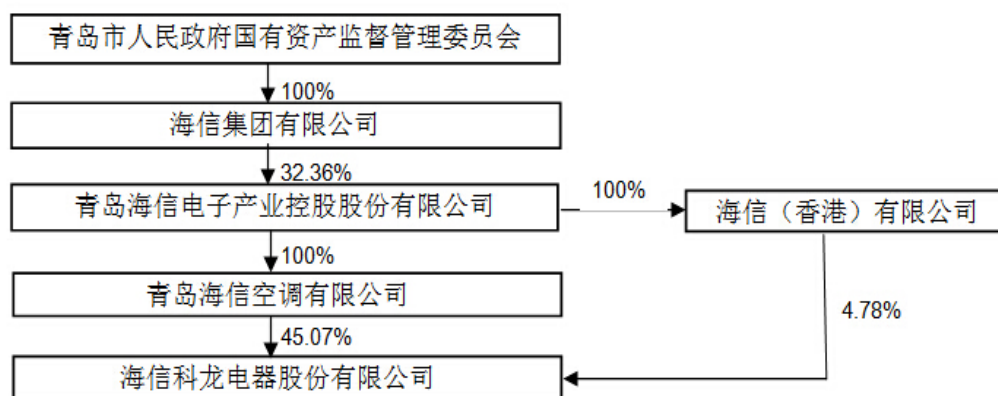 青岛市人民政府国有资产监督管理委员会
100%
海信集团有限公司
32.36%
青岛海信电子产业控股股份有限公司
100%
海信（香港）有限公司
100%
青岛海信空调有限公司
4.78%
45.07%
海信科龙电器股份有限公司